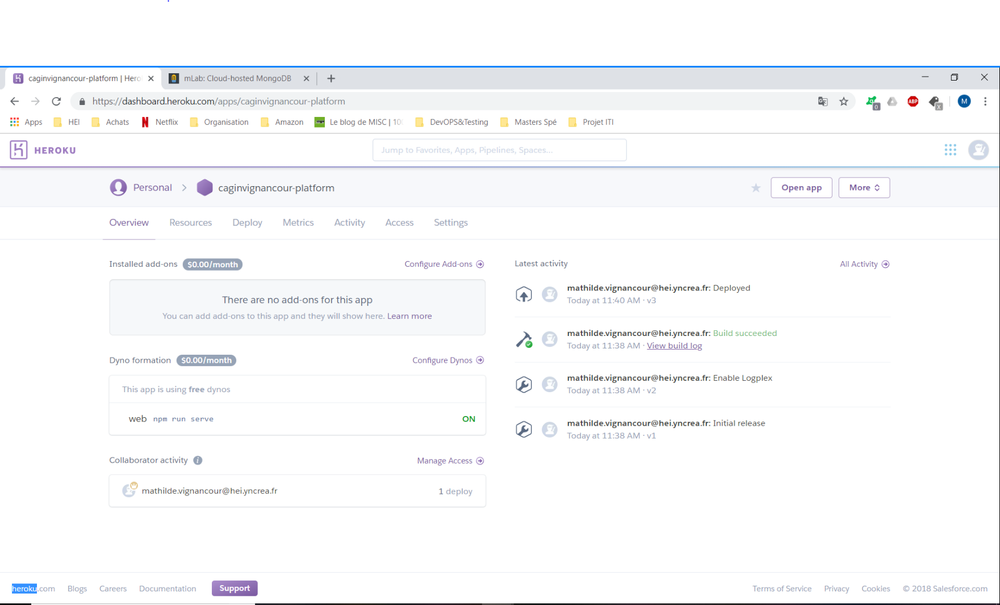 caginvignancour-platform | Hero
mLab: Cloud-hosted MongoDB
https://dashboard.heroku.com/apps/caginvignancour-platform
0
ABP
x
M
Apps
HEI
Achats
Netflix
Organisation
Amazon
Le blog de MISC | 10
DevOPS&Testing
Masters Spé
Projet ITI
HEROKU
Jump to Favorites, Apps, Pipelines, Spaces...
Personal
caginvignancour-platform
Open app
More
Overview
Resources
Deploy
Metrics
Activity
Access
Settings
Installed add-ons $0.00/month
Configure Add-ons
There are no add-ons for this app
You can add add-ons to this app and they will show here. Learn more
Dyno formation $0.00/month
Configure Dynos
This app is using free dynos
web npm run serve
ON
Collaborator activity
Manage Access
mathilde.vignancour@hei.yncrea.fr
1 deploy
Latest activity
All Activity
mathilde.vignancour@hei.yncrea.fr: Deployed
Today at 11:40 AM · v3
mathilde.vignancour@hei.yncrea.fr: Build succeeded
Today at 11:38 AM · View build log
mathilde.vignancour@hei.yncrea.fr: Enable Logplex
Today at 11:38 AM · v2
mathilde.vignancour@hei.yncrea.fr: Initial release
Today at 11:38 AM · v1
heroku.com
Blogs
Careers
Documentation
Support
Terms of Service
Privacy
Cookies
© 2018 Salesforce.com